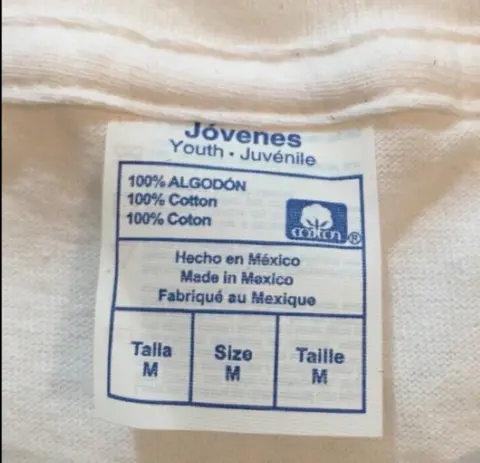 Jóvenes
Youth · Juvénile
100% ALGODÓN
100% Cotton
100% Coton
COTTON ®
Hecho en México
Made in Mexico
Fabriqué au Mexique
Talla Size Taille
M M M